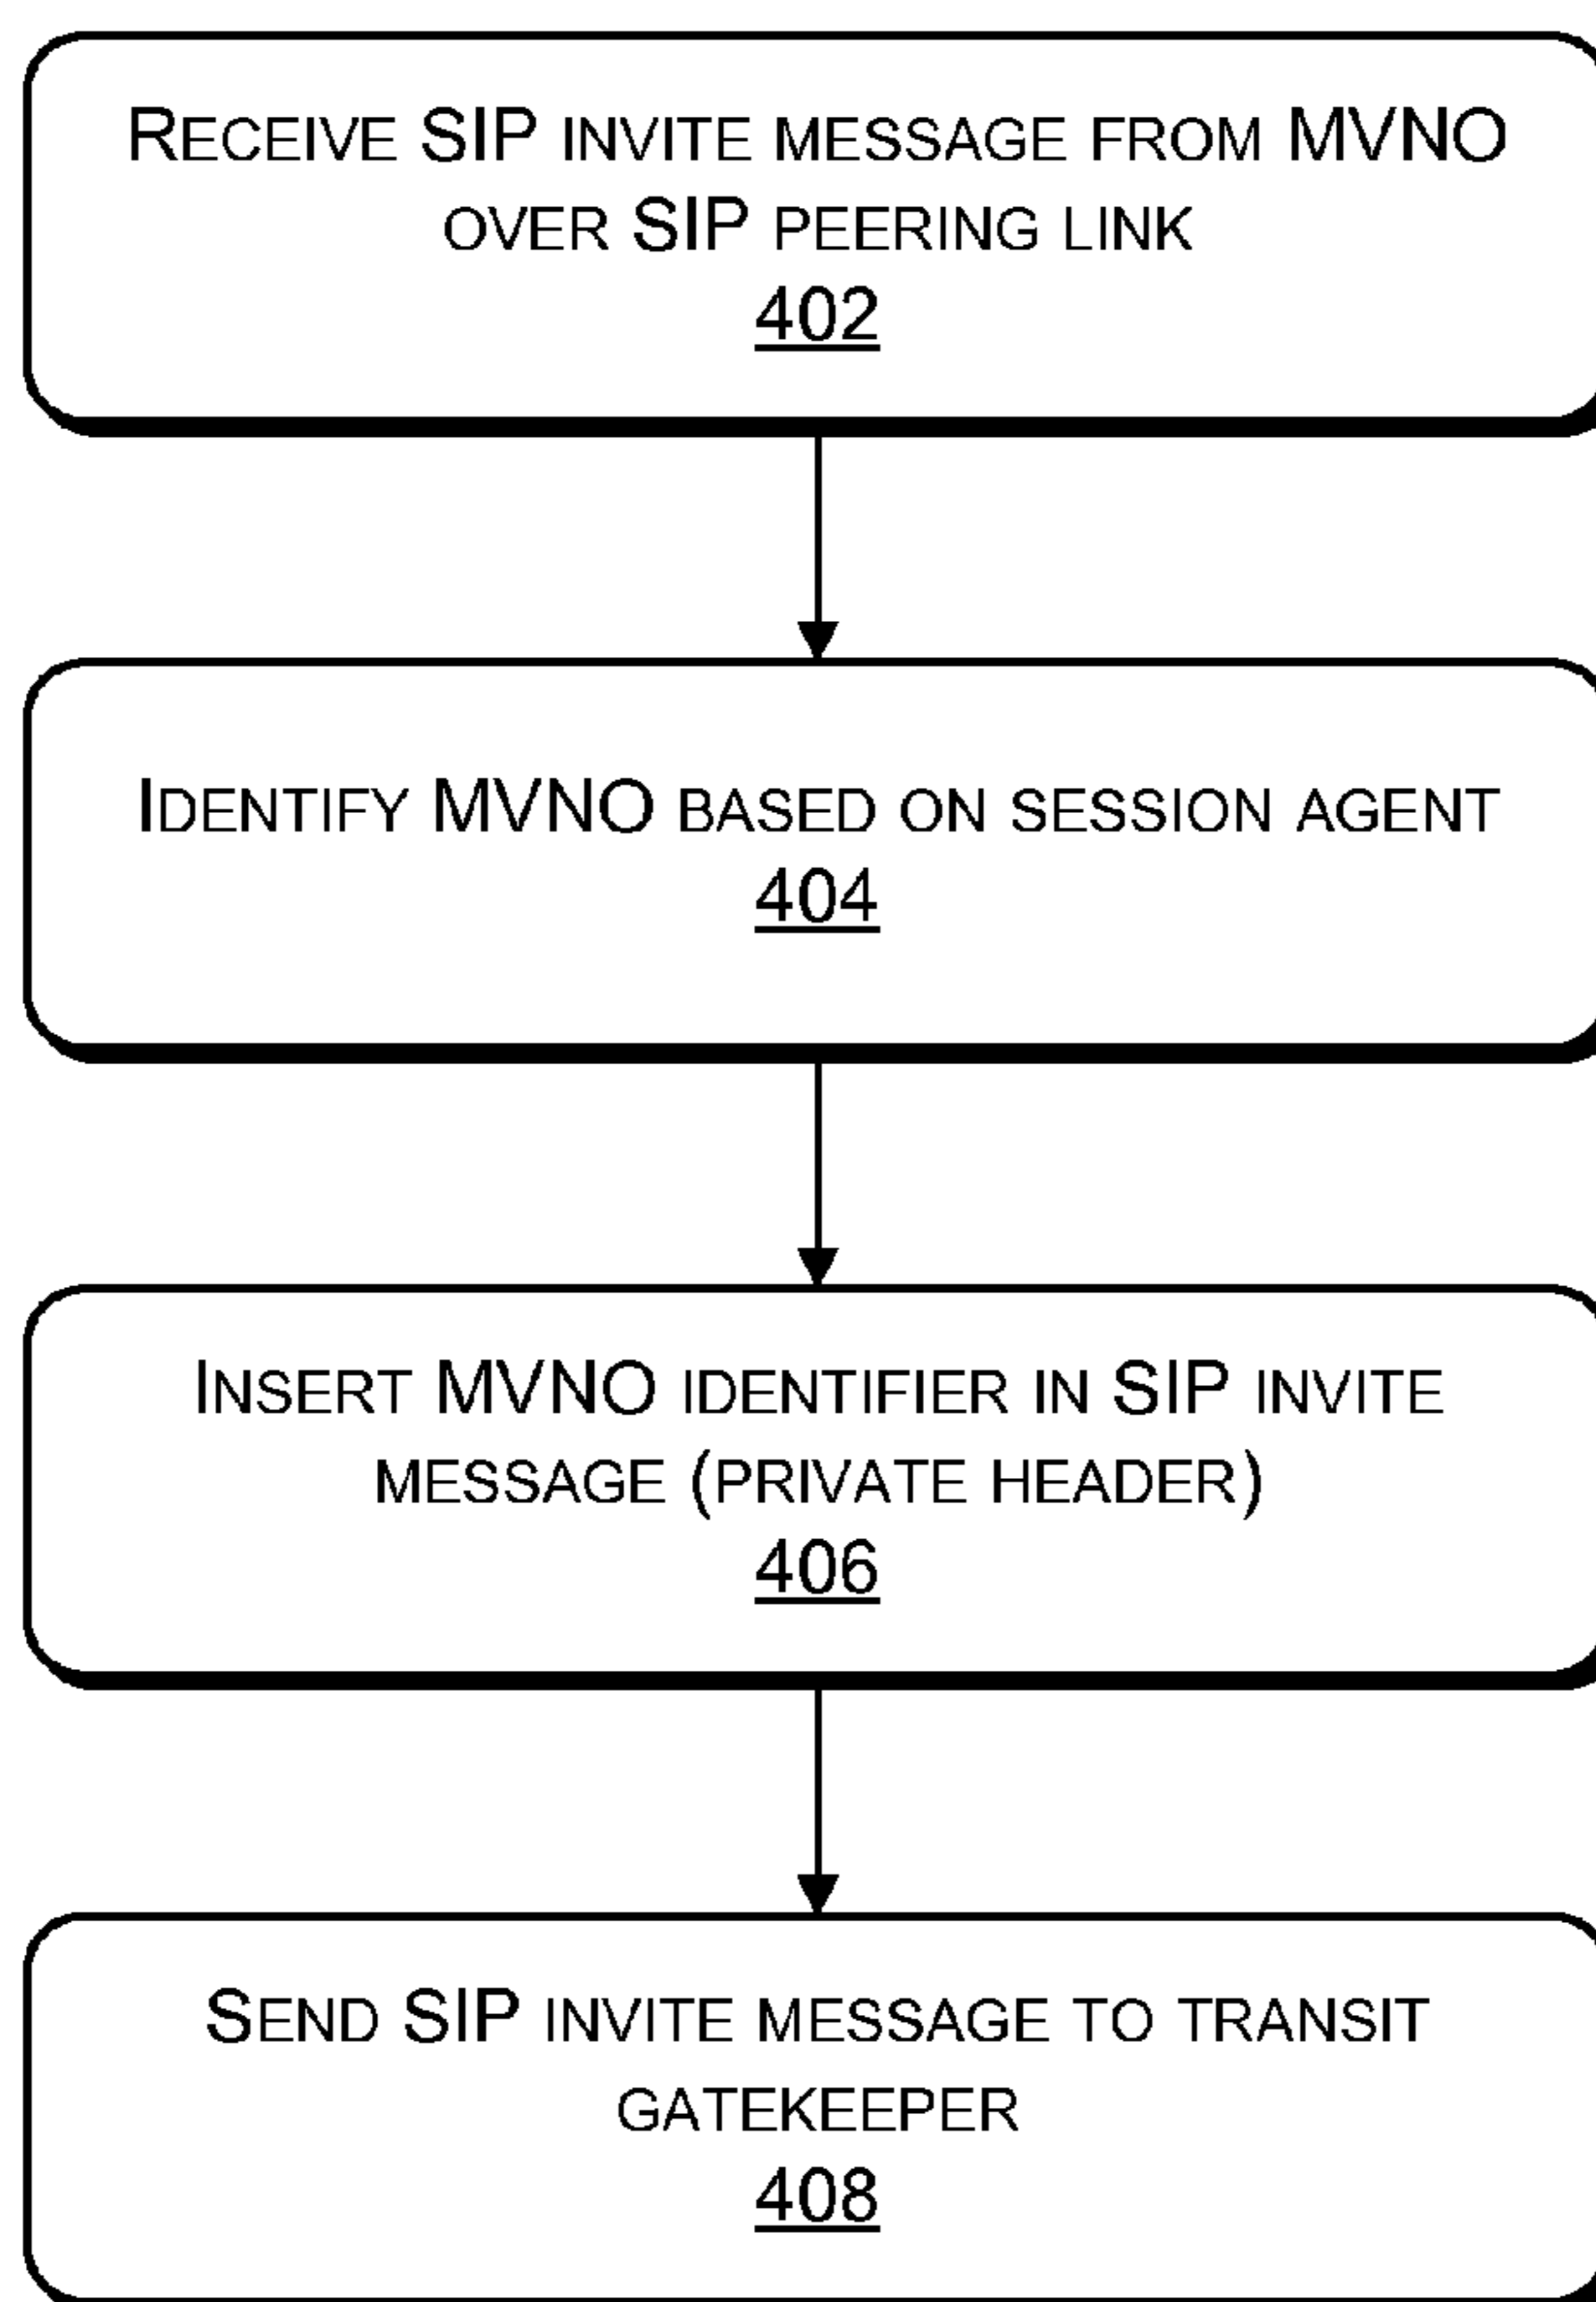 RECEIVE SIP INVITE MESSAGE FROM MVNO
OVER SIP PEERING LINK
402
IDENTIFY MVNO BASED ON SESSION AGENT
404
INSERT MVNO IDENTIFIER IN SIP INVITE
MESSAGE (PRIVATE HEADER)
406
SEND SIP INVITE MESSAGE TO TRANSIT
GATEKEEPER
408